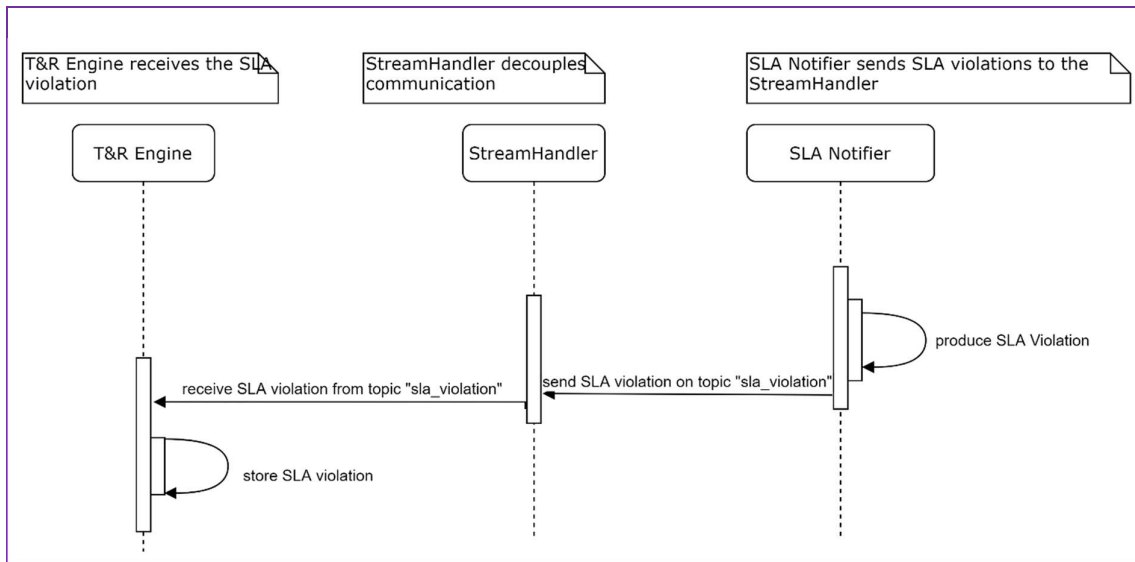 T&R Engine receives the SLA
violation
StreamHandler decouples
communication
SLA Notifier sends SLA violations to the
StreamHandler
T&R Engine
StreamHandler
SLA Notifier
produce SLA Violation
send SLA violation on topic "sla_violation"
receive SLA violation from topic "sla_violation"
store SLA violation